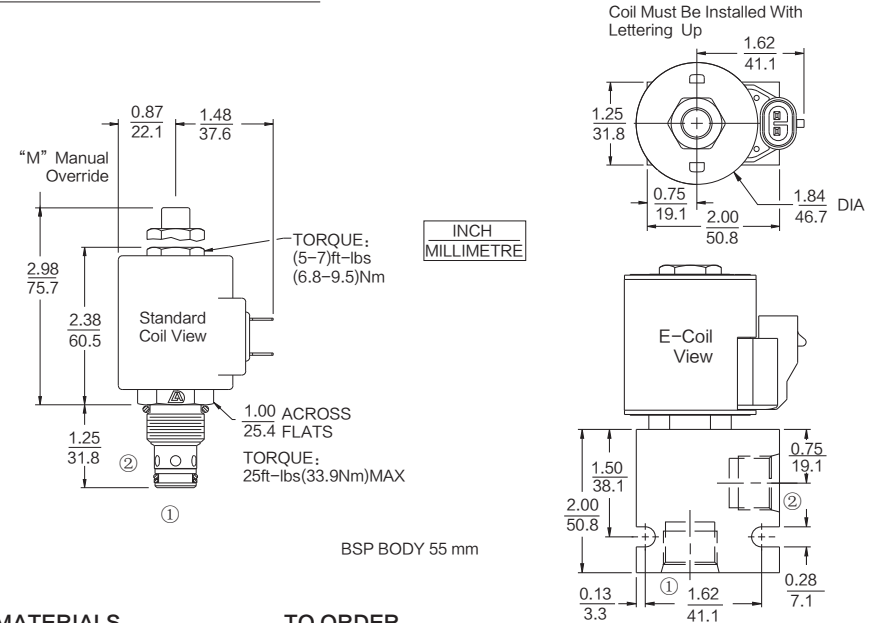 Coil Must Be Installed With
Lettering Up
1.62
41.1
1.25
31.8
0.75
19.1
2.00
50.8
1.84 DIA
46.7
0.87
22.1
1.48
37.6
"M" Manual
Override
TORQUE:
(5-7)ft-lbs
(6.8-9.5)Nm
INCH
MILLIMETRE
2.98
75.7
2.38
60.5
Standard
Coil View
1.00 ACROSS
25.4 FLATS
TORQUE:
25ft-lbs(33.9Nm)MAX
1.25
31.8
②
①
E-Coil
View
1.50
38.1
2.00
50.8
0.75
19.1
②
①
0.13
3.3
1.62
41.1
0.28
7.1
BSP BODY 55 mm
MATERIALS
TO ORDER